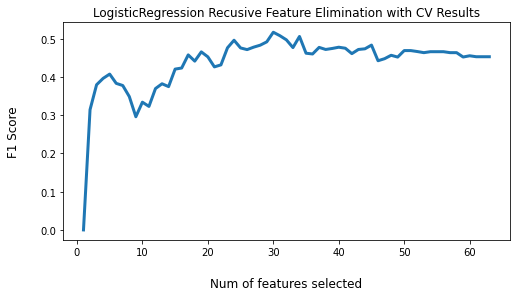 LogisticRegression Recusive Feature Elimination with CV Results
0.5
0.4
0.3
0.2
0.1
0.0
F1 Score
0 10 20 30 40 50 60
Num of features selected